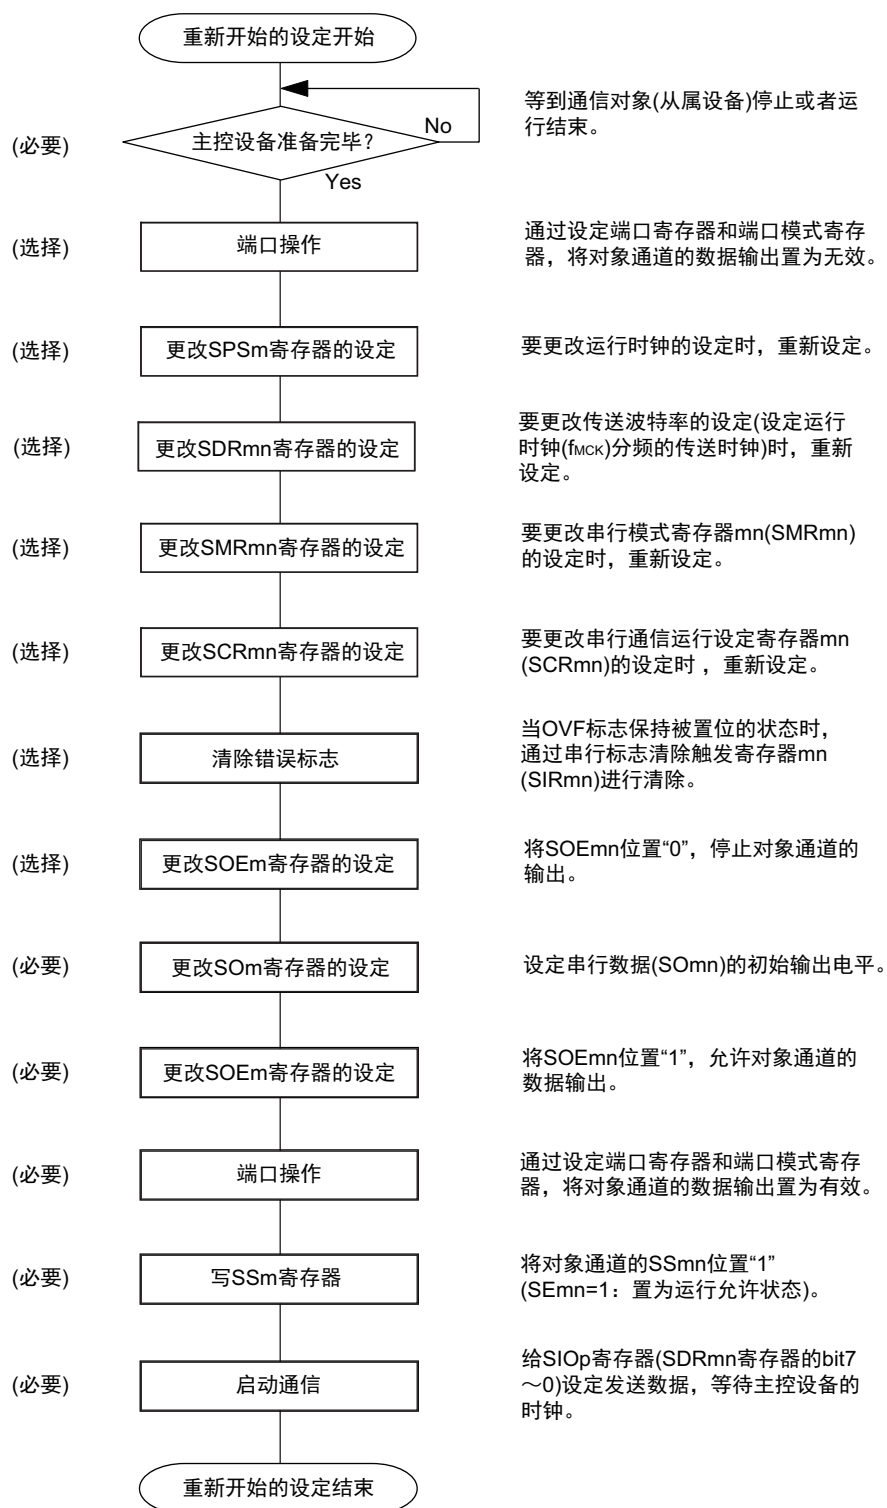 重新开始的设定开始
(必要)
主控设备准备完毕?
No
Yes
等到通信对象(从属设备)停止或者运
行结束。
(选择)
端口操作
通过设定端口寄存器和端口模式寄存
器，将对象通道的数据输出置为无效。
(选择)
更改SPSm寄存器的设定
要更改运行时钟的设定时，重新设定。
(选择)
更改SDRmn寄存器的设定
要更改传送波特率的设定(设定运行
时钟(fMCK)分频的传送时钟)时，重新
设定。
(选择)
更改SMRmn寄存器的设定
要更改串行模式寄存器mn(SMRmn)
的设定时，重新设定。
(选择)
更改SCRmn寄存器的设定
要更改串行通信运行设定寄存器mn
(SCRmn)的设定时，重新设定。
(选择)
清除错误标志
当OVF标志保持被置位的状态时，
通过串行标志清除触发寄存器mn
(SIRmn)进行清除。
(选择)
更改SOEm寄存器的设定
将SOEmn位置“0”，停止对象通道的
输出。
(必要)
更改SOm寄存器的设定
设定串行数据(SOmn)的初始输出电平。
(必要)
更改SOEm寄存器的设定
将SOEmn位置“1”，允许对象通道的
数据输出。
(必要)
端口操作
通过设定端口寄存器和端口模式寄存
器，将对象通道的数据输出置为有效。
(必要)
写SSm寄存器
将对象通道的SSmn位置“1”
(SEmn=1：置为运行允许状态)。
(必要)
启动通信
给SIOp寄存器(SDRmn寄存器的bit7
～0)设定发送数据，等待主控设备的
时钟。
重新开始的设定结束